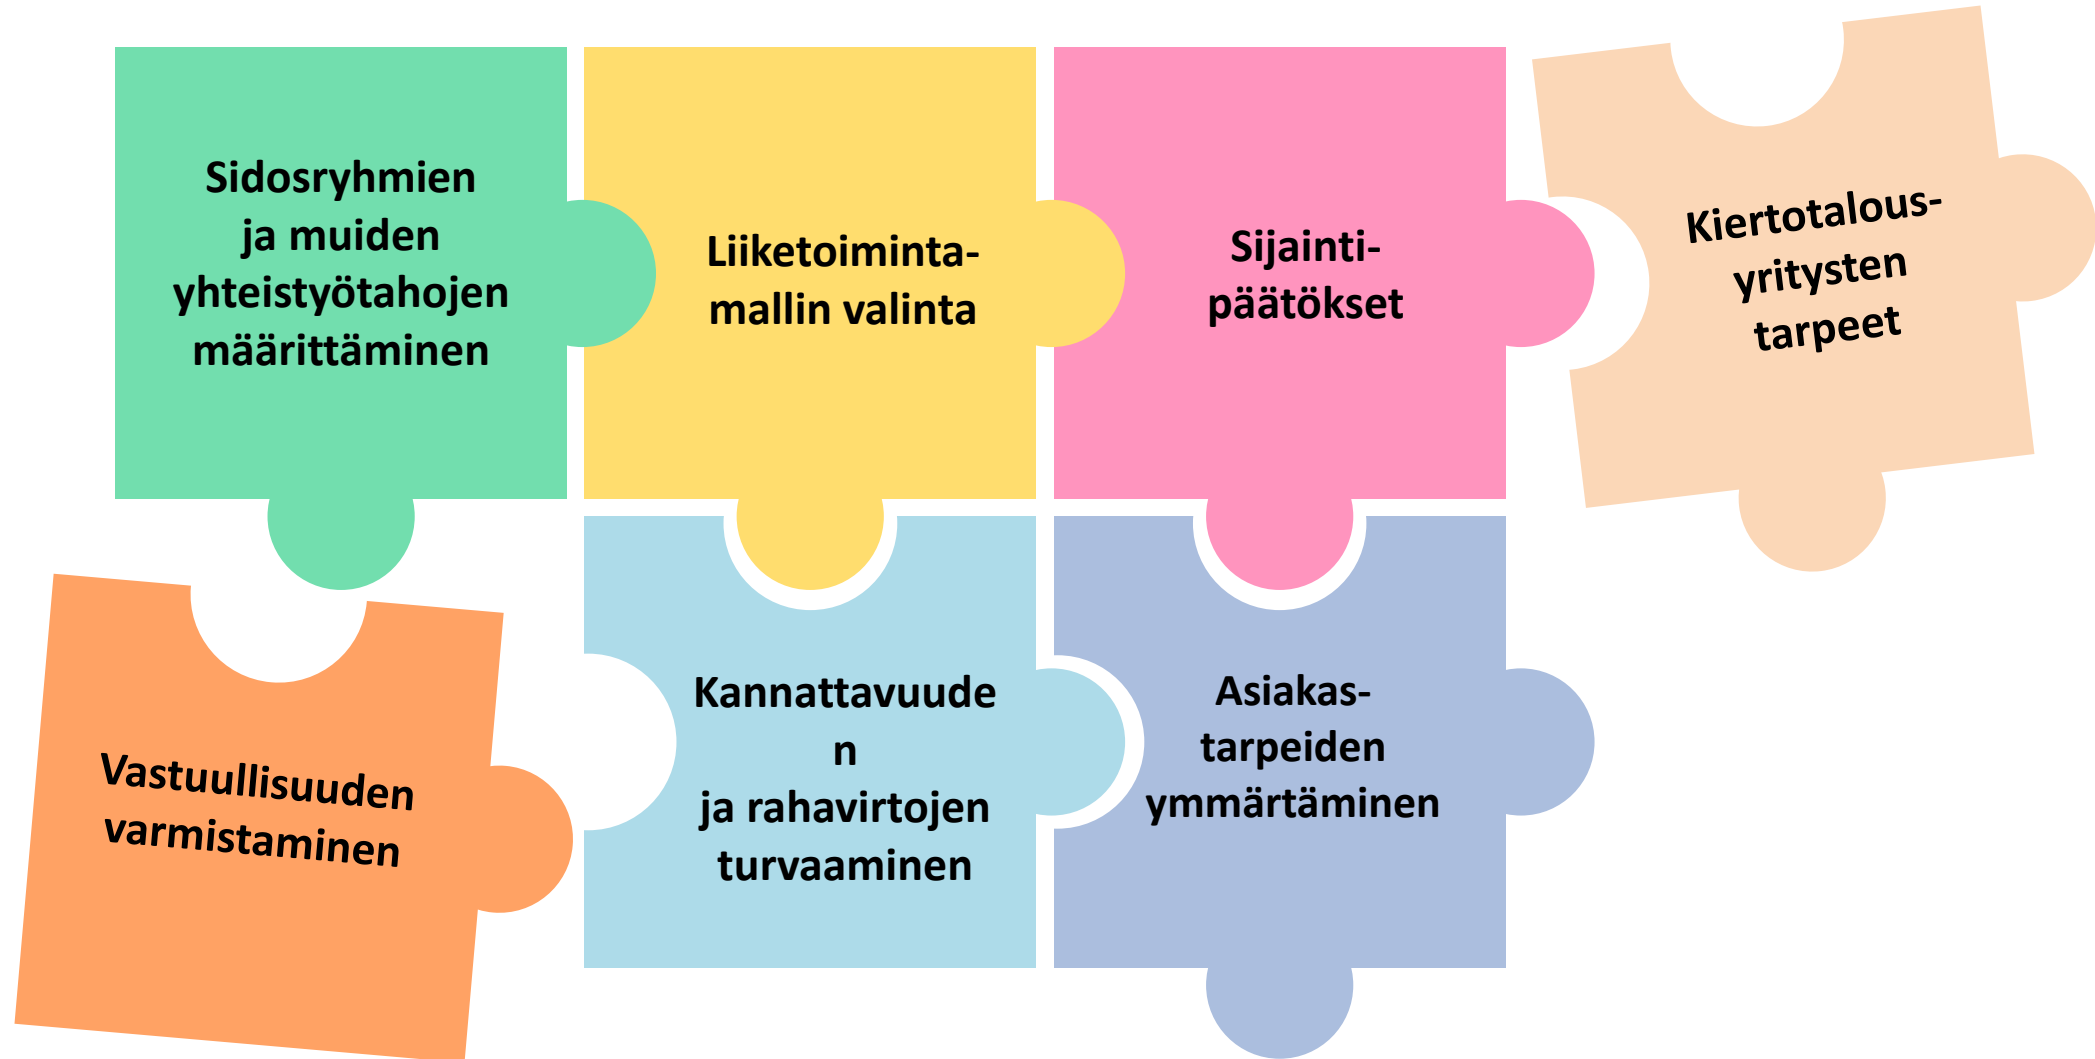 Sidosryhmien
ja muiden
yhteistyötahojen
määrittäminen
Liiketoiminta-
mallin valinta
Sijainti-
päätökset
Kiertotalous-
yritysten
tarpeet
Vastuullisuuden
varmistaminen
Kannattavuude
n
ja rahavirtojen
turvaaminen
Asiakas-
tarpeiden
ymmärtäminen